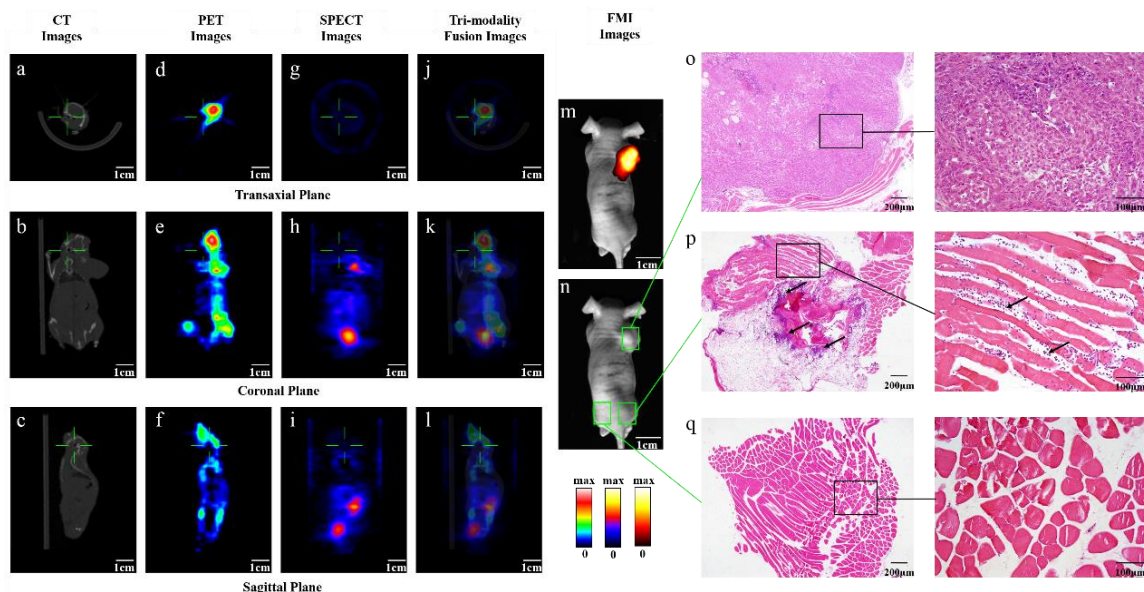 CT Images
PET Images
SPECT Images
Tri-modality Fusion Images
FMI Images
a
d
g
j
1cm
1cm
1cm
1cm
Transaxial Plane
b
e
h
k
1cm
1cm
1cm
1cm
Coronal Plane
c
f
i
l
1cm
1cm
1cm
1cm
Sagittal Plane
m
1cm
n
1cm
max
max
max
0
0
0
o
200μm
100μm
p
200μm
100μm
q
200μm
100μm